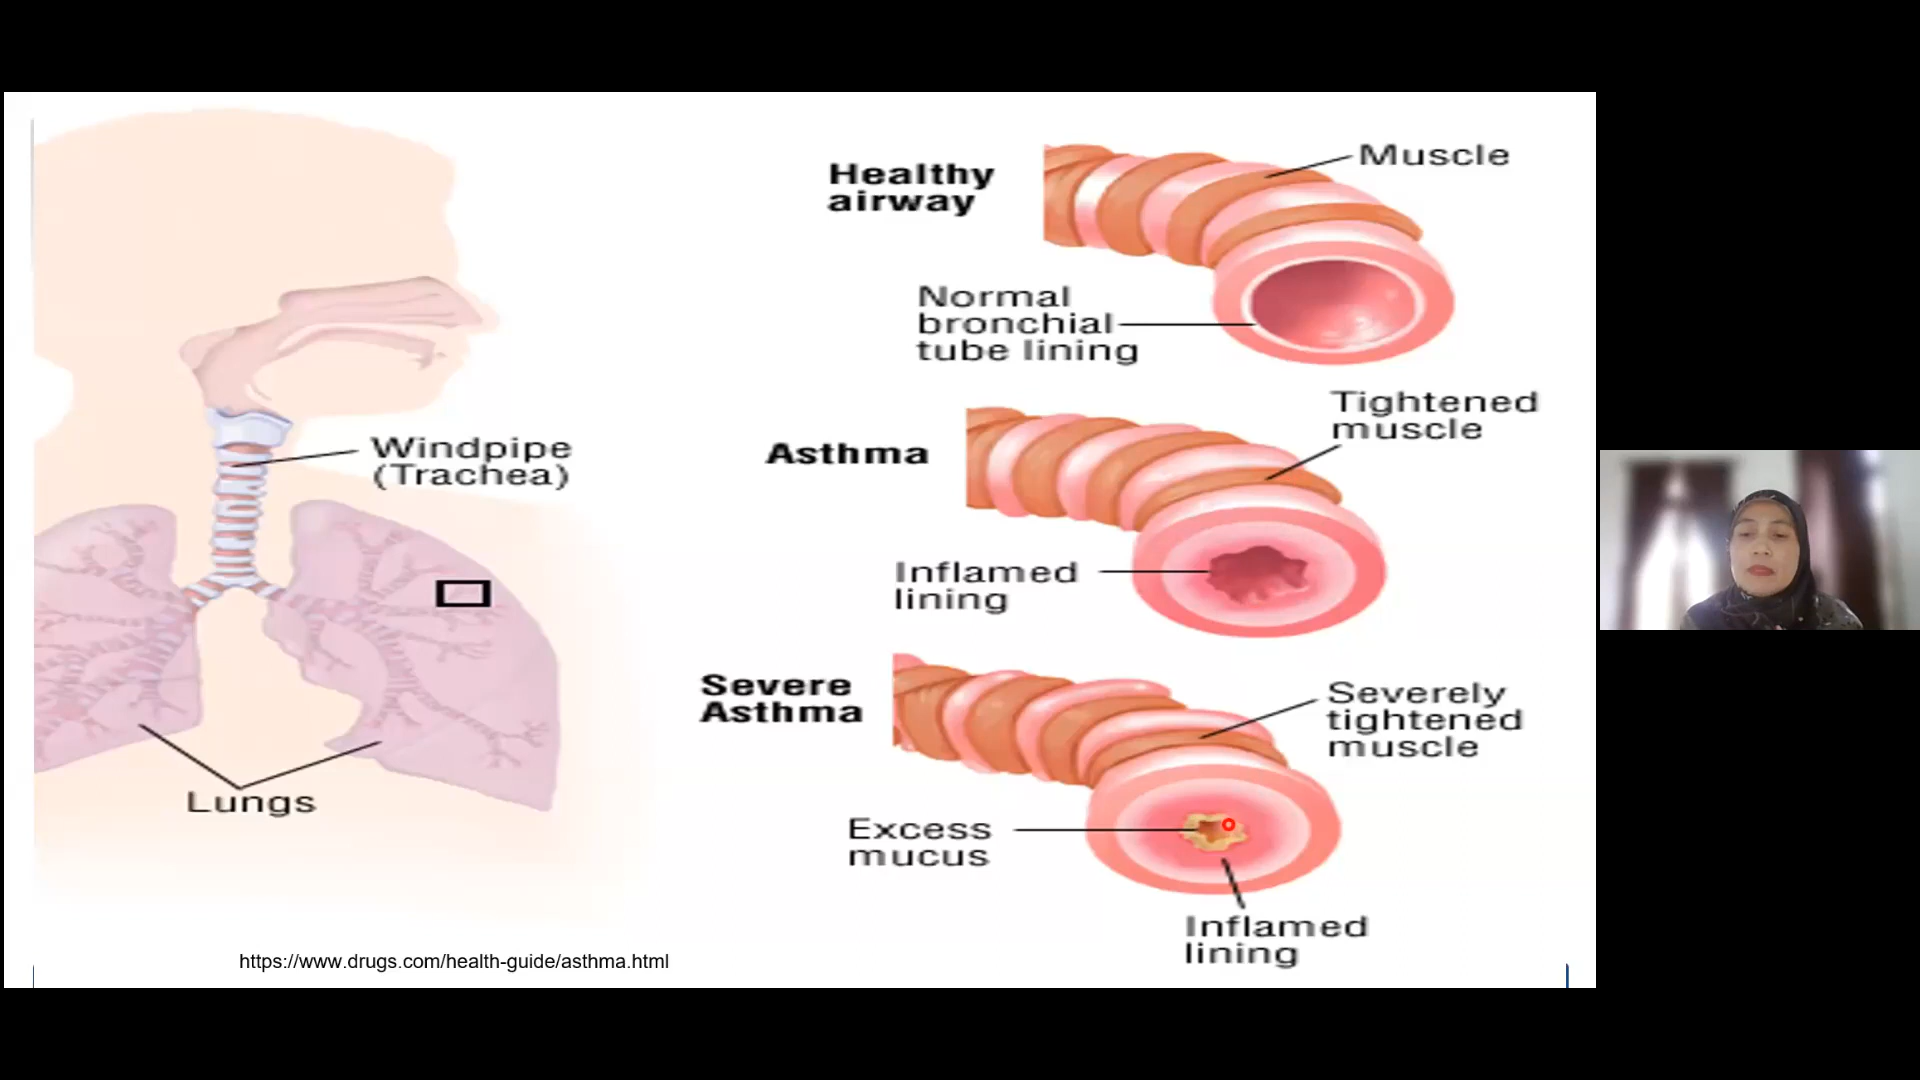 Healthy
airway
Muscle
Normal
bronchial
tube lining
Windpipe
(Trachea)
Asthma
Tightened
muscle
Inflamed
lining
Severe
Asthma
Severely
tightened
muscle
Lungs
Excess
mucus
Inflamed
lining
https://www.drugs.com/health-guide/asthma.html